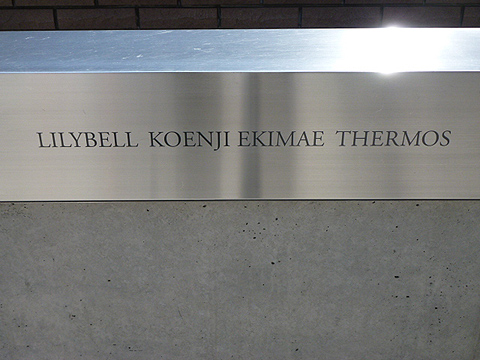 LILYBELL KOENJI EKIMAE THERMOS